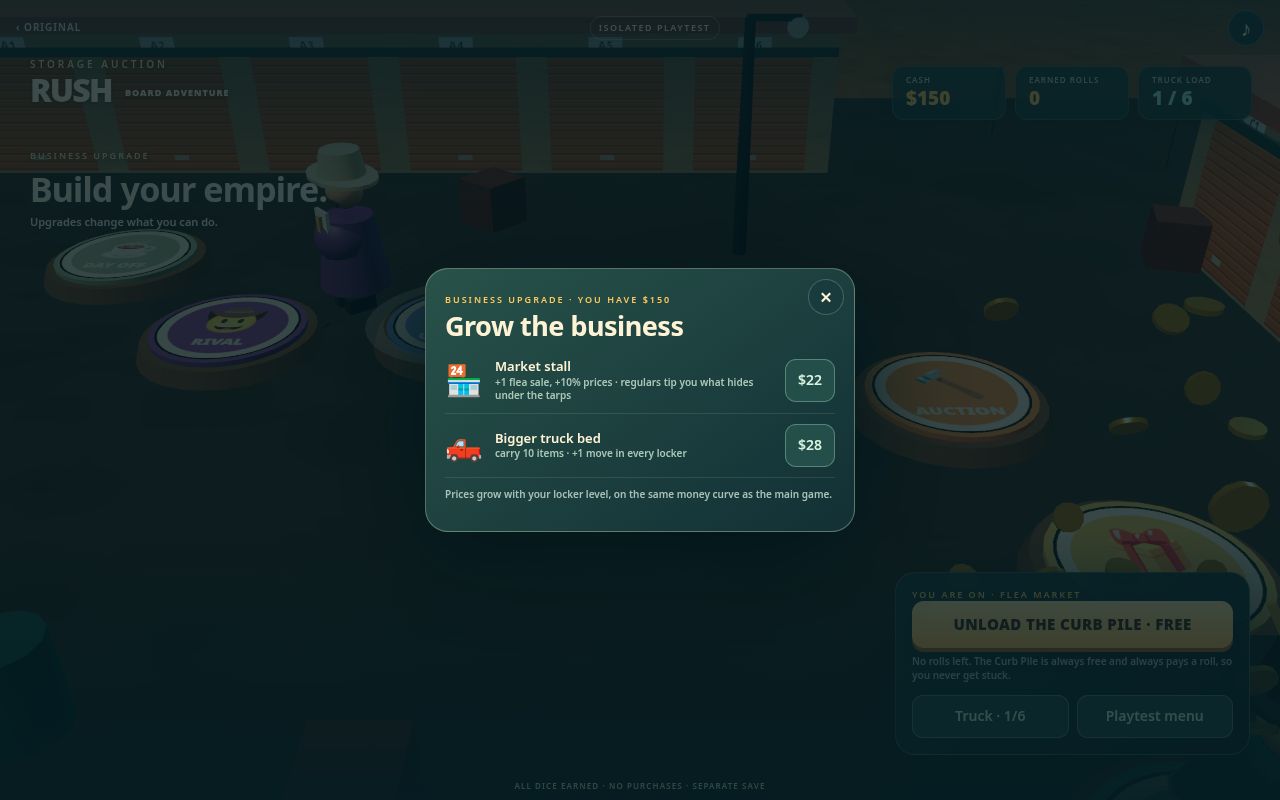 ‹ ORIGINAL
ISOLATED PLAYTEST
STORAGE AUCTION
RUSH BOARD ADVENTURE
CASH
$150
EARNED ROLLS
0
TRUCK LOAD
1 / 6
BUSINESS UPGRADE
Build your empire.
Upgrades change what you can do.
DAY OFF
RIVAL
AUCTION
BUSINESS UPGRADE · YOU HAVE $150
Grow the business
×
24
Market stall
+1 flea sale, +10% prices · regulars tip you what hides
under the tarps
$22
Bigger truck bed
carry 10 items · +1 move in every locker
$28
Prices grow with your locker level, on the same money curve as the main game.
YOU ARE ON · FLEA MARKET
UNLOAD THE CURB PILE · FREE
No rolls left. The Curb Pile is always free and always pays a roll, so
you never get stuck.
Truck · 1/6
Playtest menu
ALL DICE EARNED · NO PURCHASES · SEPARATE SAVE